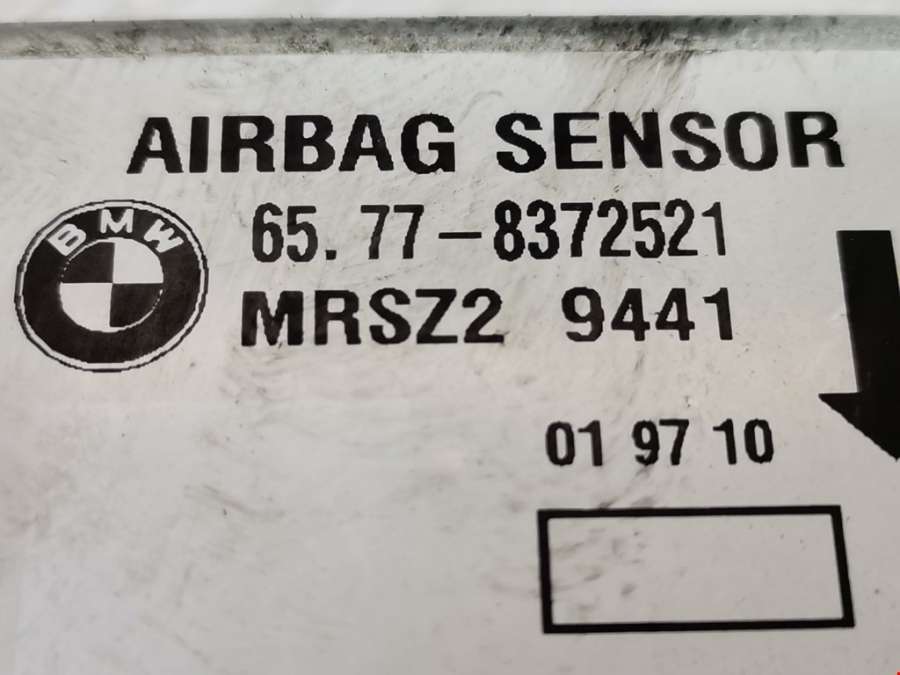 AIRBAG SENSOR
BMW
65.77-8372521
MRSZ2 9441
01 97 10